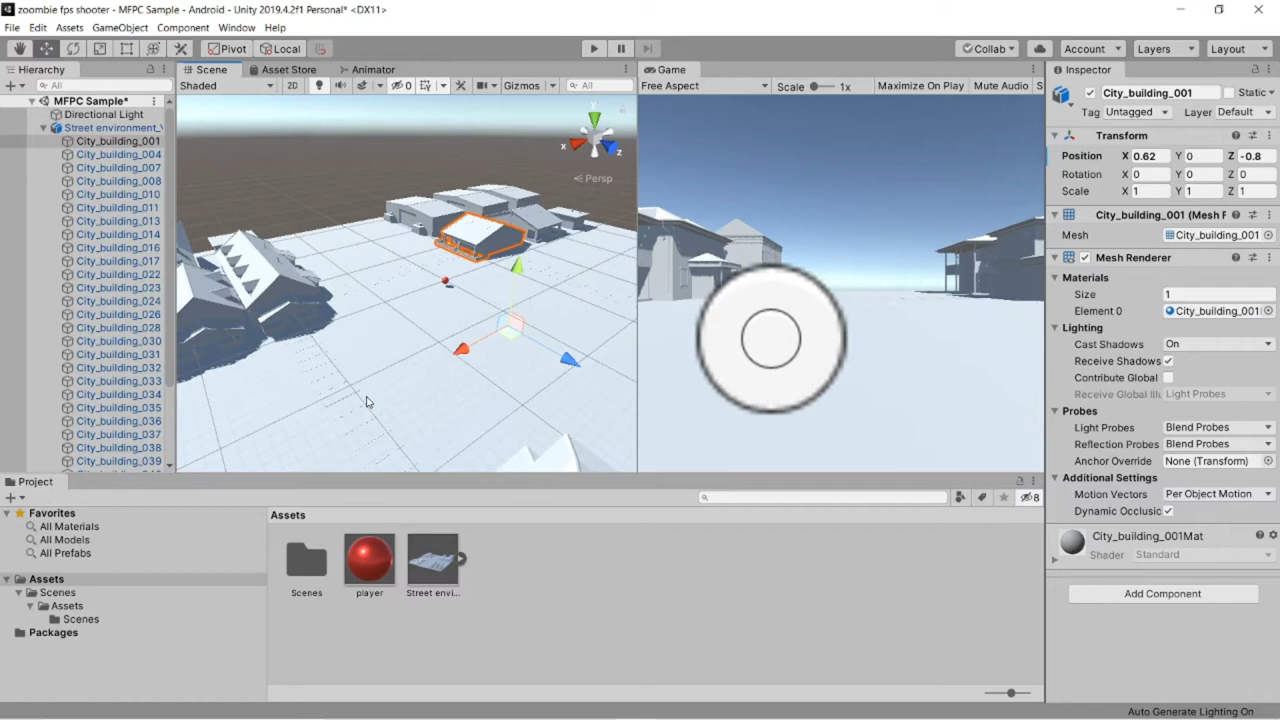 zoombie fps shooter - MFPC Sample - Android - Unity 2019.4.2f1 Personal* <DX11>
File Edit Assets GameObject Component Window Help
Pivot Local Collab Account Layers Layout
Hierarchy
All
MFPC Sample*
Directional Light
Street environment_V
City_building_001
City_building_004
City_building_007
City_building_008
City_building_010
City_building_011
City_building_013
City_building_014
City_building_016
City_building_017
City_building_022
City_building_023
City_building_024
City_building_026
City_building_028
City_building_030
City_building_031
City_building_032
City_building_033
City_building_034
City_building_035
City_building_036
City_building_037
City_building_038
City_building_039
Scene Asset Store Animator
Shaded 2D 0 Gizmos All
y
x z
Persp
Game
Free Aspect Scale 1x Maximize On Play Mute Audio S
Inspector
City_building_001 Static
Tag Untagged Layer Default
Transform
Position X 0.62 Y 0 Z -0.8
Rotation X 0 Y 0 Z 0
Scale X 1 Y 1 Z 1
City_building_001 (Mesh F
Mesh City_building_001
Mesh Renderer
Materials
Size 1
Element 0 City_building_001
Lighting
Cast Shadows On
Receive Shadows
Contribute Global
Receive Global Illu Light Probes
Probes
Light Probes Blend Probes
Reflection Probes Blend Probes
Anchor Override None (Transform)
Additional Settings
Motion Vectors Per Object Motion
Dynamic Occlusic
City_building_001Mat
Shader Standard
Add Component
Project
8
Favorites
All Materials
All Models
All Prefabs
Assets
Scenes
Assets
Scenes
Packages
Assets
Scenes player Street envi...
Auto Generate Lighting On